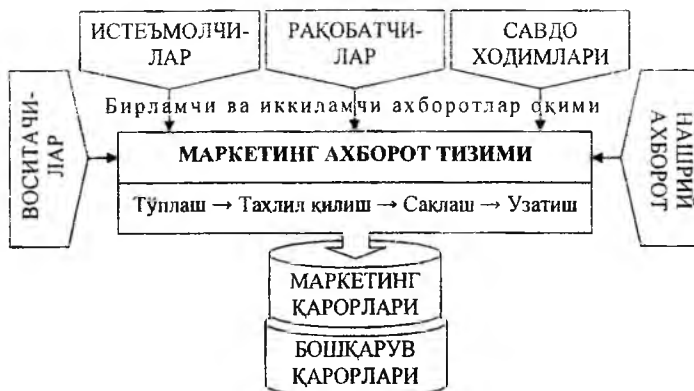 ИСТЕЪМОЛЧИ-
ЛАР
РАҚОБАТЧИ-
ЛАР
САВДО
ХОДИМЛАРИ
Бирламчи ва иккиламчи ахборотлар оқими
ВОСИТАЧИ-
ЛАР
НАШРИЙ
АХБОРОТ
МАРКЕТИНГ АХБОРОТ ТИЗИМИ
Тўплаш → Таҳлил қилиш → Сақлаш → Узатиш
МАРКЕТИНГ
ҚАРОРЛАРИ
БОШҚАРУВ
ҚАРОРЛАРИ